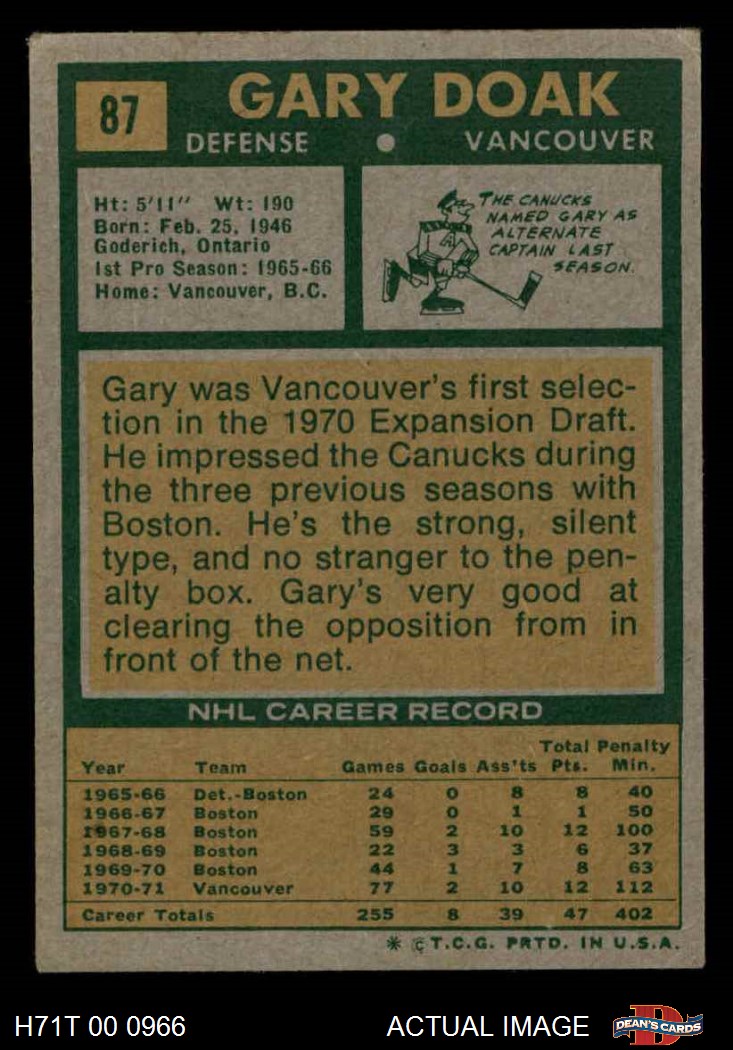 87
GARY DOAK
DEFENSE ● VANCOUVER
Ht: 5'11" Wt: 190
Born: Feb. 25, 1946
Goderich, Ontario
1st Pro Season: 1965-66
Home: Vancouver, B.C.
THE CANUCKS
NAMED GARY AS
ALTERNATE
CAPTAIN LAST
SEASON.
A
Gary was Vancouver's first selec-
tion in the 1970 Expansion Draft.
He impressed the Canucks during
the three previous seasons with
Boston. He's the strong, silent
type, and no stranger to the pen-
alty box. Gary's very good at
clearing the opposition from in
front of the net.
NHL CAREER RECORD
Total Penalty
Year Team Games Goals Ass'ts Pts. Min.
1965-66 Det.-Boston 24 0 8 8 40
1966-67 Boston 29 0 1 1 50
1967-68 Boston 59 2 10 12 100
1968-69 Boston 22 3 3 6 37
1969-70 Boston 44 1 7 8 63
1970-71 Vancouver 77 2 10 12 112
Career Totals 255 8 39 47 402
* © T.C.G. PRTD. IN U.S.A.
H71T 00 0966 ACTUAL IMAGE D DEAN'S CARDS